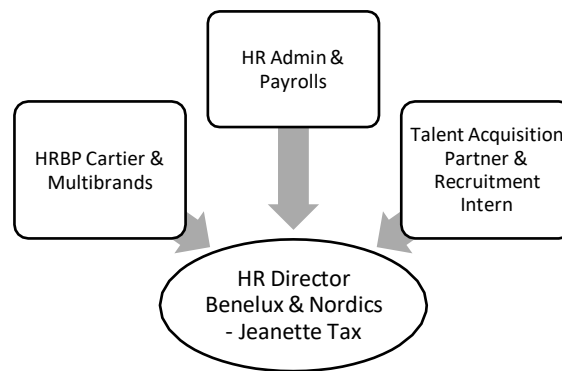 HR Admin &
Payrolls
HRBP Cartier &
Multibrands
Talent Acquisition
Partner &
Recruitment
Intern
HR Director
Benelux & Nordics
- Jeanette Tax